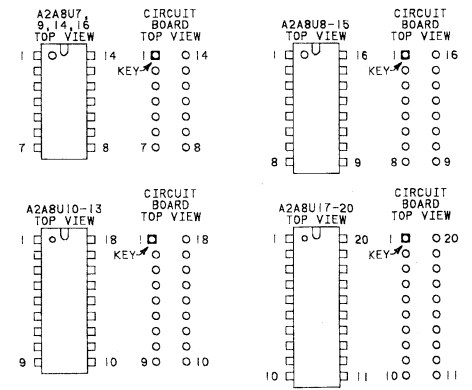 A2A8U7,
9,14,16
TOP VIEW
CIRCUIT
BOARD
TOP VIEW
1 14 1 14
KEY
7 8 7 8
A2A8U8-15
TOP VIEW
CIRCUIT
BOARD
TOP VIEW
1 16 1 16
KEY
8 9 8 9
A2A8U10-13
TOP VIEW
CIRCUIT
BOARD
TOP VIEW
1 18 1 18
KEY
9 10 9 10
A2A8U17-20
TOP VIEW
CIRCUIT
BOARD
TOP VIEW
1 20 1 20
KEY
10 11 10 11